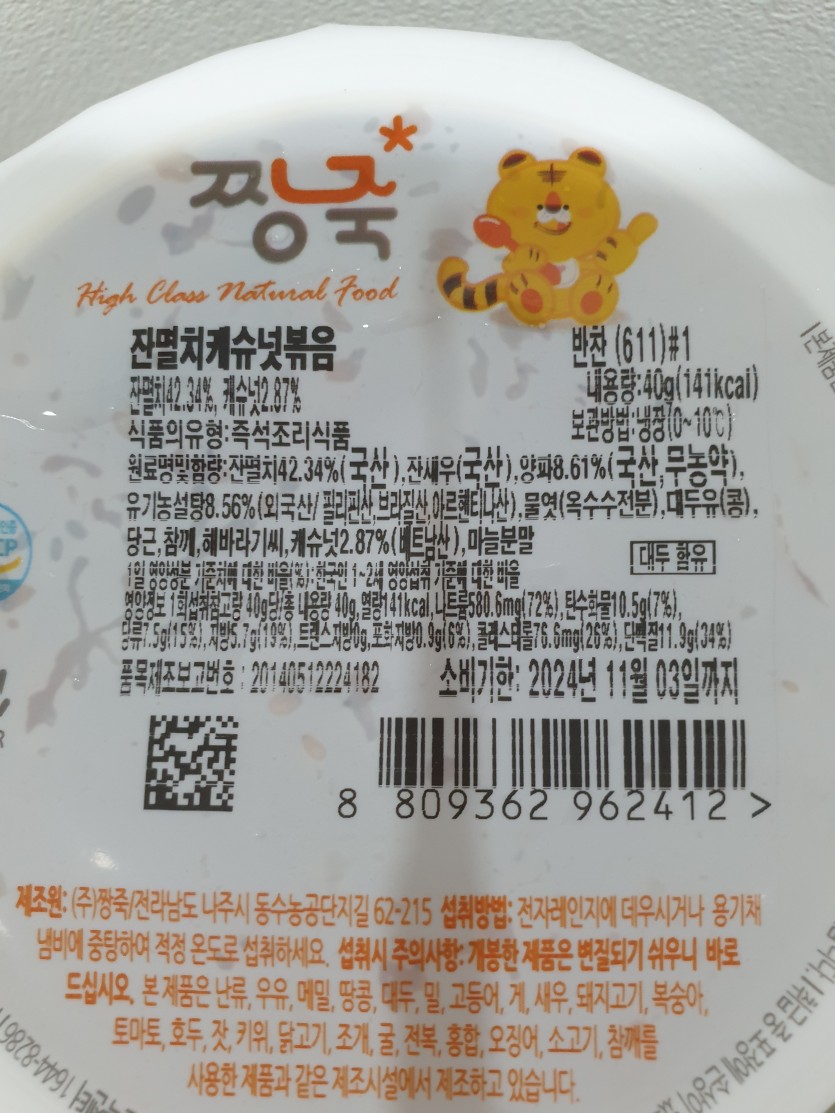 짱죽*
High Class Natural Food
잔멸치캐슈넛볶음
반찬 (611)#1
잔멸치42.34%, 캐슈넛2.87%
내용량:40g(141kcal)
식품의유형:즉석조리식품
보관방법:냉장(0~10℃)
원료명및함량:잔멸치42.34%(국산),잔새우(국산),양파8.61%(국산,무농약),
유기농설탕8.56%(외국산/필리핀산,브라질산,아르헨티나산),물엿(옥수수전분),대두유(콩),
당근,참깨,해바라기씨,캐슈넛2.87%(베트남산),마늘분말
대두 함유
1일 영양성분 기준치에 대한 비율(%):한국인 1~2세 영양섭취 기준에 대한 비율
영양정보 1회섭취참고량 40g당/총 내용량 40g,열량141kcal,나트륨580.6mg(72%),탄수화물10.5g(7%),
당류7.5g(15%),지방5.7g(19%),트랜스지방0g,포화지방0.9g(6%),콜레스테롤76.6mg(26%),단백질11.9g(34%)
품목제조보고번호 : 20140512224182
소비기한: 2024년 11월 03일까지
8 809362 962412 >
제조원: (주)짱죽/전라남도 나주시 동수농공단지길 62-215 섭취방법: 전자레인지에 데우시거나 용기채
냄비에 중탕하여 적정 온도로 섭취하세요. 섭취시 주의사항: 개봉한 제품은 변질되기 쉬우니 바로
드십시오. 본 제품은 난류, 우유, 메밀, 땅콩, 대두, 밀, 고등어, 게, 새우, 돼지고기, 복숭아,
토마토, 호두, 잣, 키위, 닭고기, 조개, 굴, 전복, 홍합, 오징어, 소고기, 참깨를
사용한 제품과 같은 제조시설에서 제조하고 있습니다.